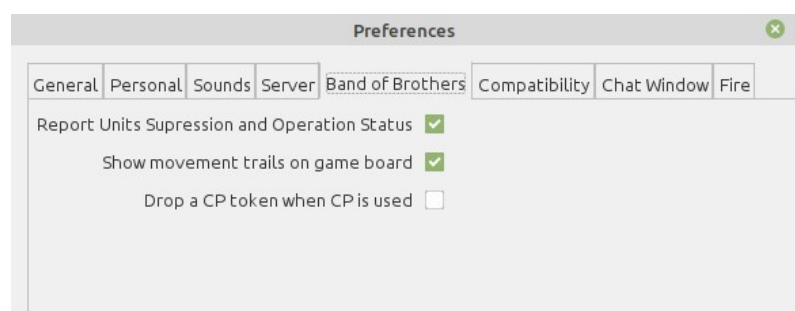 Preferences
General Personal Sounds Server Band of Brothers Compatibility Chat Window Fire
Report Units Supression and Operation Status
Show movement trails on game board
Drop a CP token when CP is used